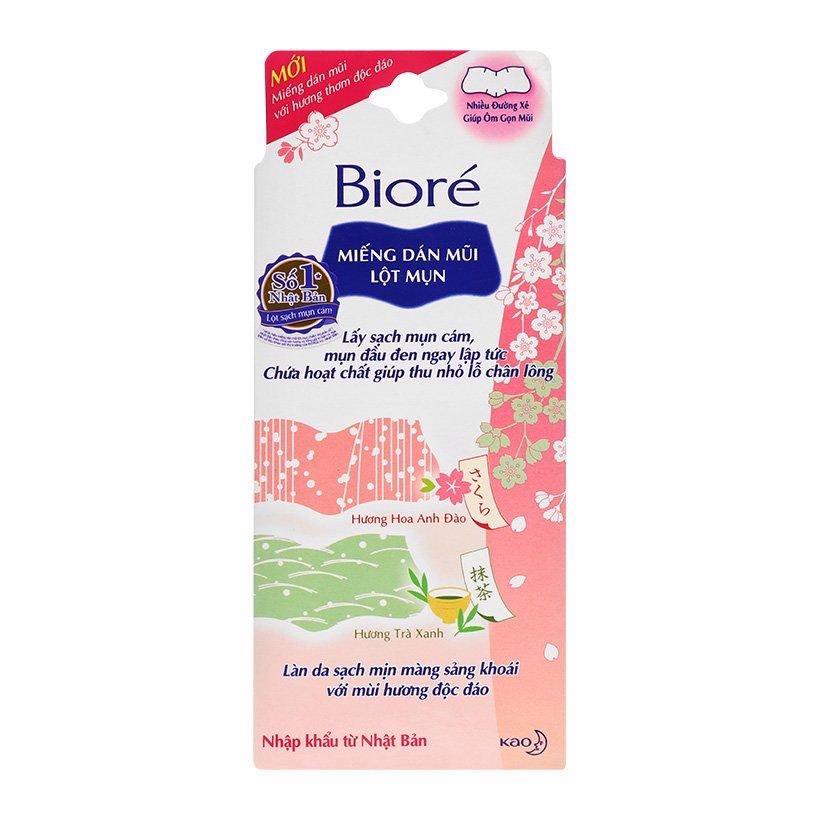 MỚI
Miếng dán mũi
với hương thơm độc đáo
Nhiều Đường Xẻ
Giúp Ôm Gọn Mũi
Bioré
MIẾNG DÁN MŨI
LỘT MỤN
Số 1*
Nhật Bản
Lột sạch mụn cám
Lấy sạch mụn cám,
mụn đầu đen ngay lập tức
Chứa hoạt chất giúp thu nhỏ lỗ chân lông
さくら
Hương Hoa Anh Đào
抹茶
Hương Trà Xanh
Làn da sạch mịn màng sảng khoái
với mùi hương độc đáo
Nhập khẩu từ Nhật Bản
Kao